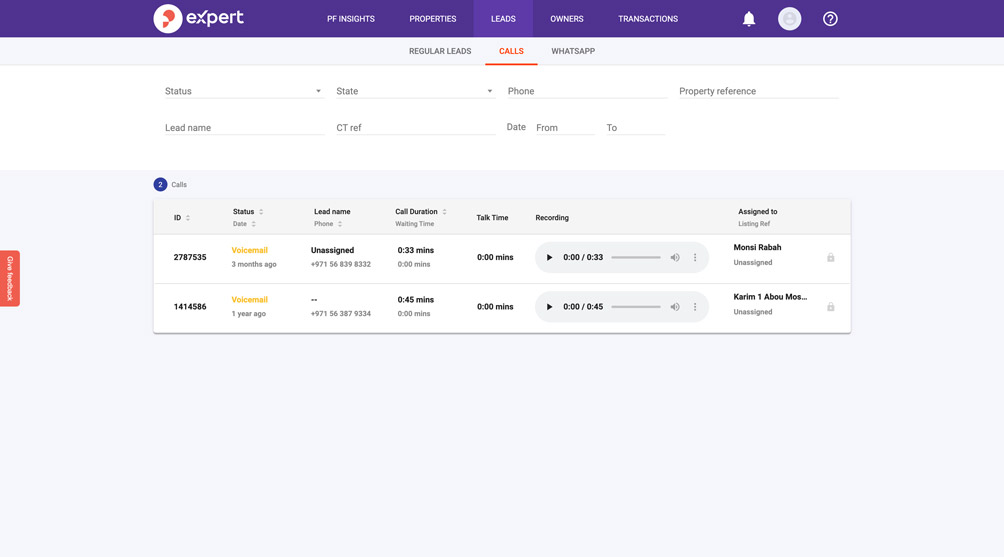 expert
PF INSIGHTS
PROPERTIES
LEADS
OWNERS
TRANSACTIONS
REGULAR LEADS
CALLS
WHATSAPP
Status
State
Phone
Property reference
Lead name
CT ref
Date
From
To
2 Calls
ID
Status
Date
Lead name
Phone
Call Duration
Waiting Time
Talk Time
Recording
Assigned to
Listing Ref
2787535
Voicemail
3 months ago
Unassigned
+971 56 839 8332
0:33 mins
0:00 mins
0:00 mins
0:00 / 0:33
Monsi Rabah
Unassigned
1414586
Voicemail
1 year ago
--
+971 56 387 9334
0:45 mins
0:00 mins
0:00 mins
0:00 / 0:45
Karim 1 Abou Mos...
Unassigned
Give feedback